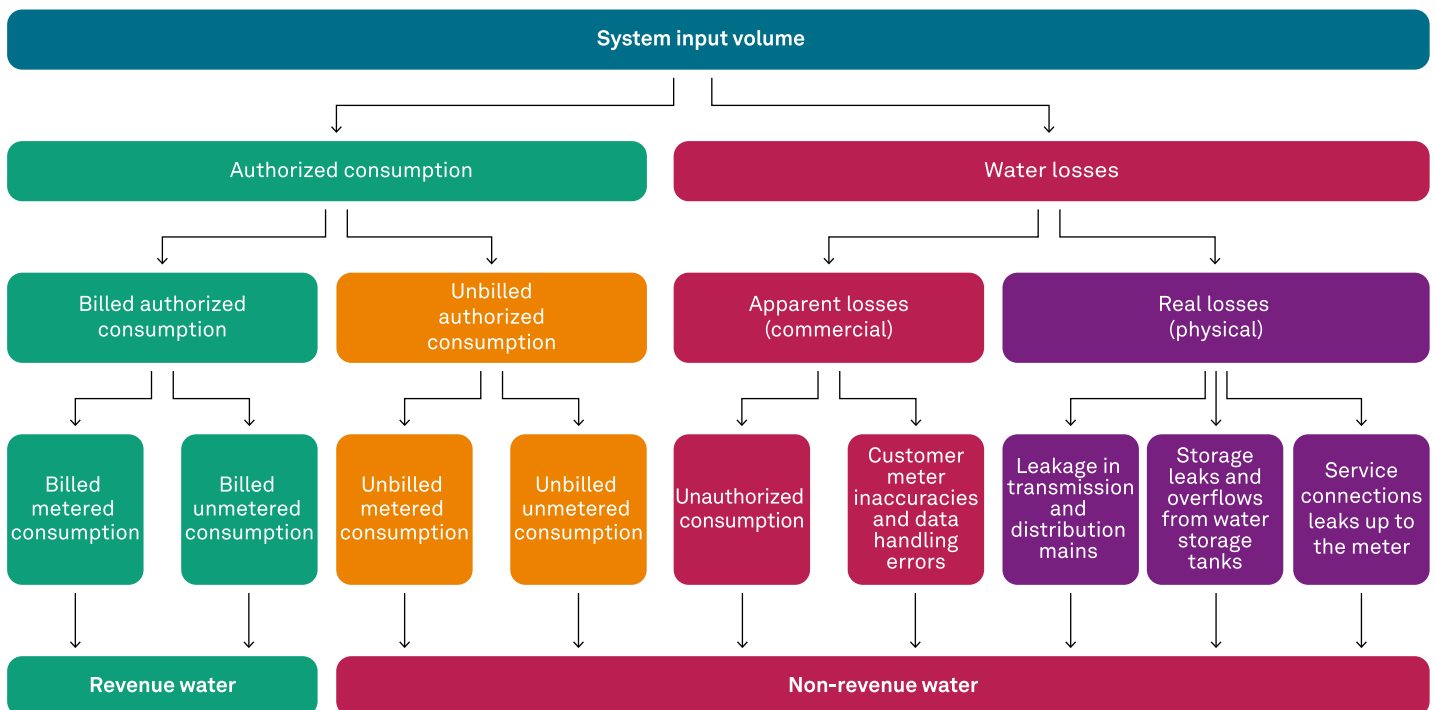 System input volume
Authorized consumption
Water losses
Billed authorized
consumption
Unbilled
authorized
consumption
Apparent losses
(commercial)
Real losses
(physical)
Billed
metered
consumption
Billed
unmetered
consumption
Unbilled
metered
consumption
Unbilled
unmetered
consumption
Unauthorized
consumption
Customer
meter
inaccuracies
and data
handling
errors
Leakage in
transmission
and
distribution
mains
Storage
leaks and
overflows
from water
storage
tanks
Service
connections
leaks up to
the meter
Revenue water
Non-revenue water